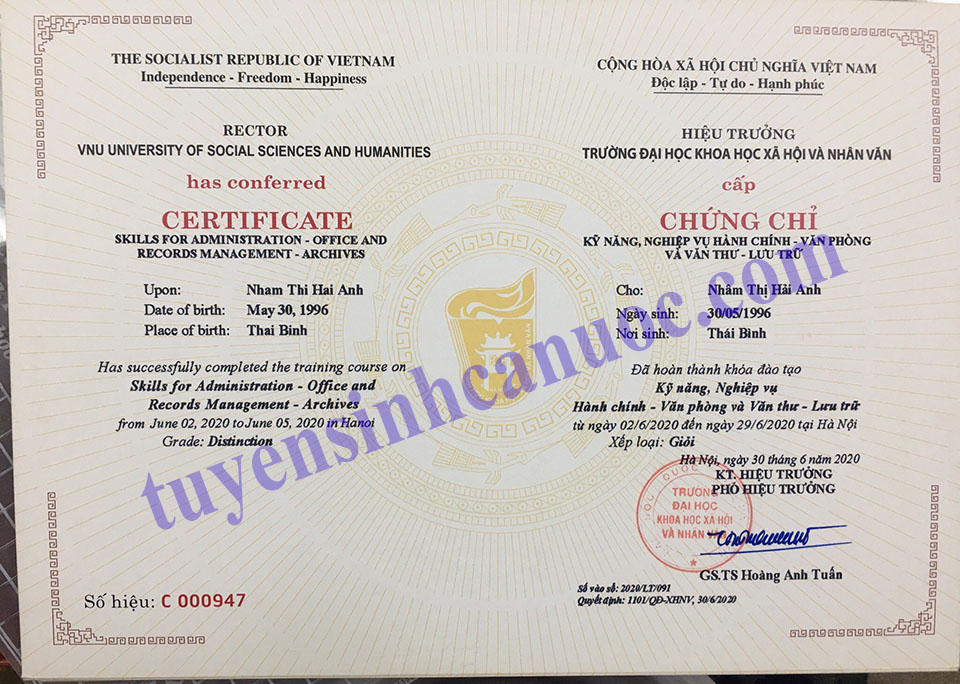 THE SOCIALIST REPUBLIC OF VIETNAM
Independence - Freedom - Happiness
RECTOR
VNU UNIVERSITY OF SOCIAL SCIENCES AND HUMANITIES
has conferred
CERTIFICATE
SKILLS FOR ADMINISTRATION - OFFICE AND
RECORDS MANAGEMENT - ARCHIVES
Upon: Nham Thi Hai Anh
Date of birth: May 30, 1996
Place of birth: Thai Binh
Has successfully completed the training course on
Skills for Administration - Office and
Records Management - Archives
from June 02, 2020 to June 05, 2020 in Hanoi
Grade: Distinction
Số hiệu: C 000947
CỘNG HÒA XÃ HỘI CHỦ NGHĨA VIỆT NAM
Độc lập - Tự do - Hạnh phúc
HIỆU TRƯỞNG
TRƯỜNG ĐẠI HỌC KHOA HỌC XÃ HỘI VÀ NHÂN VĂN
cấp
CHỨNG CHỈ
KỸ NĂNG, NGHIỆP VỤ HÀNH CHÍNH - VĂN PHÒNG
VÀ VĂN THƯ - LƯU TRỮ
Cho: Nhâm Thị Hải Anh
Ngày sinh: 30/05/1996
Nơi sinh: Thái Bình
Đã hoàn thành khóa đào tạo
Kỹ năng, Nghiệp vụ
Hành chính - Văn phòng và Văn thư - Lưu trữ
từ ngày 02/6/2020 đến ngày 29/6/2020 tại Hà Nội
Xếp loại: Giỏi
Hà Nội, ngày 30 tháng 6 năm 2020
KT. HIỆU TRƯỞNG
PHÓ HIỆU TRƯỞNG
TRƯỜNG
ĐẠI HỌC
KHOA HỌC XÃ HỘI
VÀ NHÂN VĂN
GS.TS Hoàng Anh Tuấn
Số vào sổ: 2020/LT/091
Quyết định: 1101/QĐ-XHNV, 30/6/2020
tuyensinhcanuoc.com